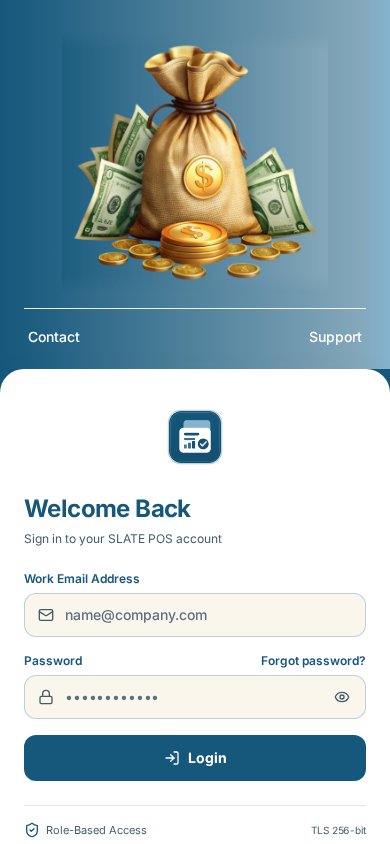 $
$
Contact
Support
Welcome Back
Sign in to your SLATE POS account
Work Email Address
name@company.com
Password
Forgot password?
••••••••••••
Login
Role-Based Access
TLS 256-bit